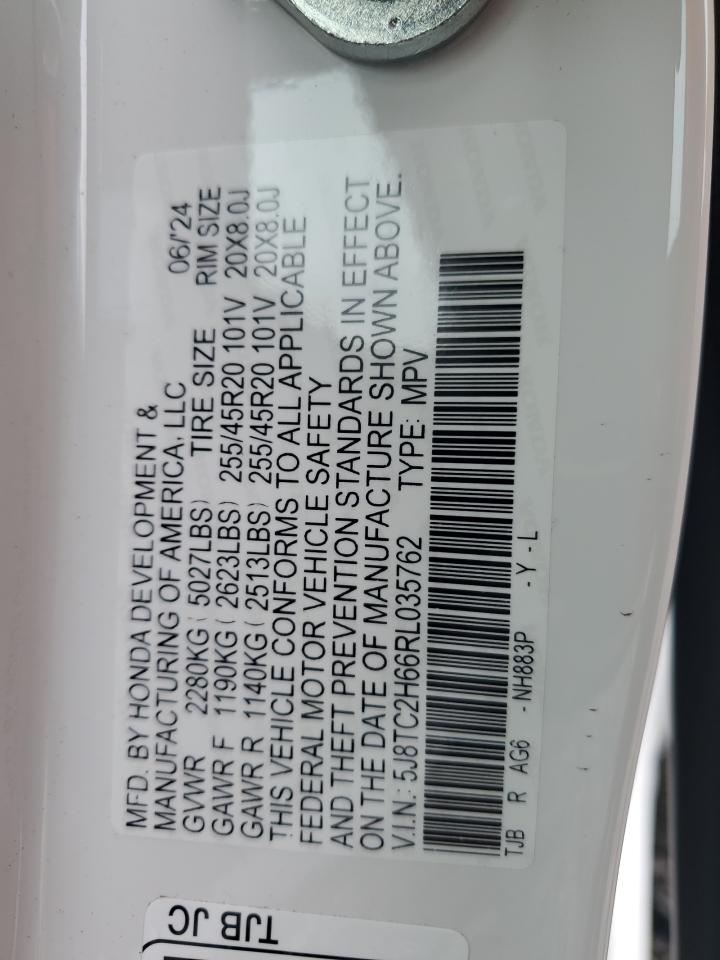 MFD. BY HONDA DEVELOPMENT &
MANUFACTURING OF AMERICA, LLC 06/'24
GVWR 2280KG ( 5027LBS) TIRE SIZE RIM SIZE
GAWR F 1190KG ( 2623LBS) 255/45R20 101V 20X8.0J
GAWR R 1140KG ( 2513LBS) 255/45R20 101V 20X8.0J
THIS VEHICLE CONFORMS TO ALL APPLICABLE
FEDERAL MOTOR VEHICLE SAFETY
AND THEFT PREVENTION STANDARDS IN EFFECT
ON THE DATE OF MANUFACTURE SHOWN ABOVE.
V.I.N.: 5J8TC2H66RL035762 TYPE: MPV
TJB R AG6 - NH883P - Y - L
TJB JC